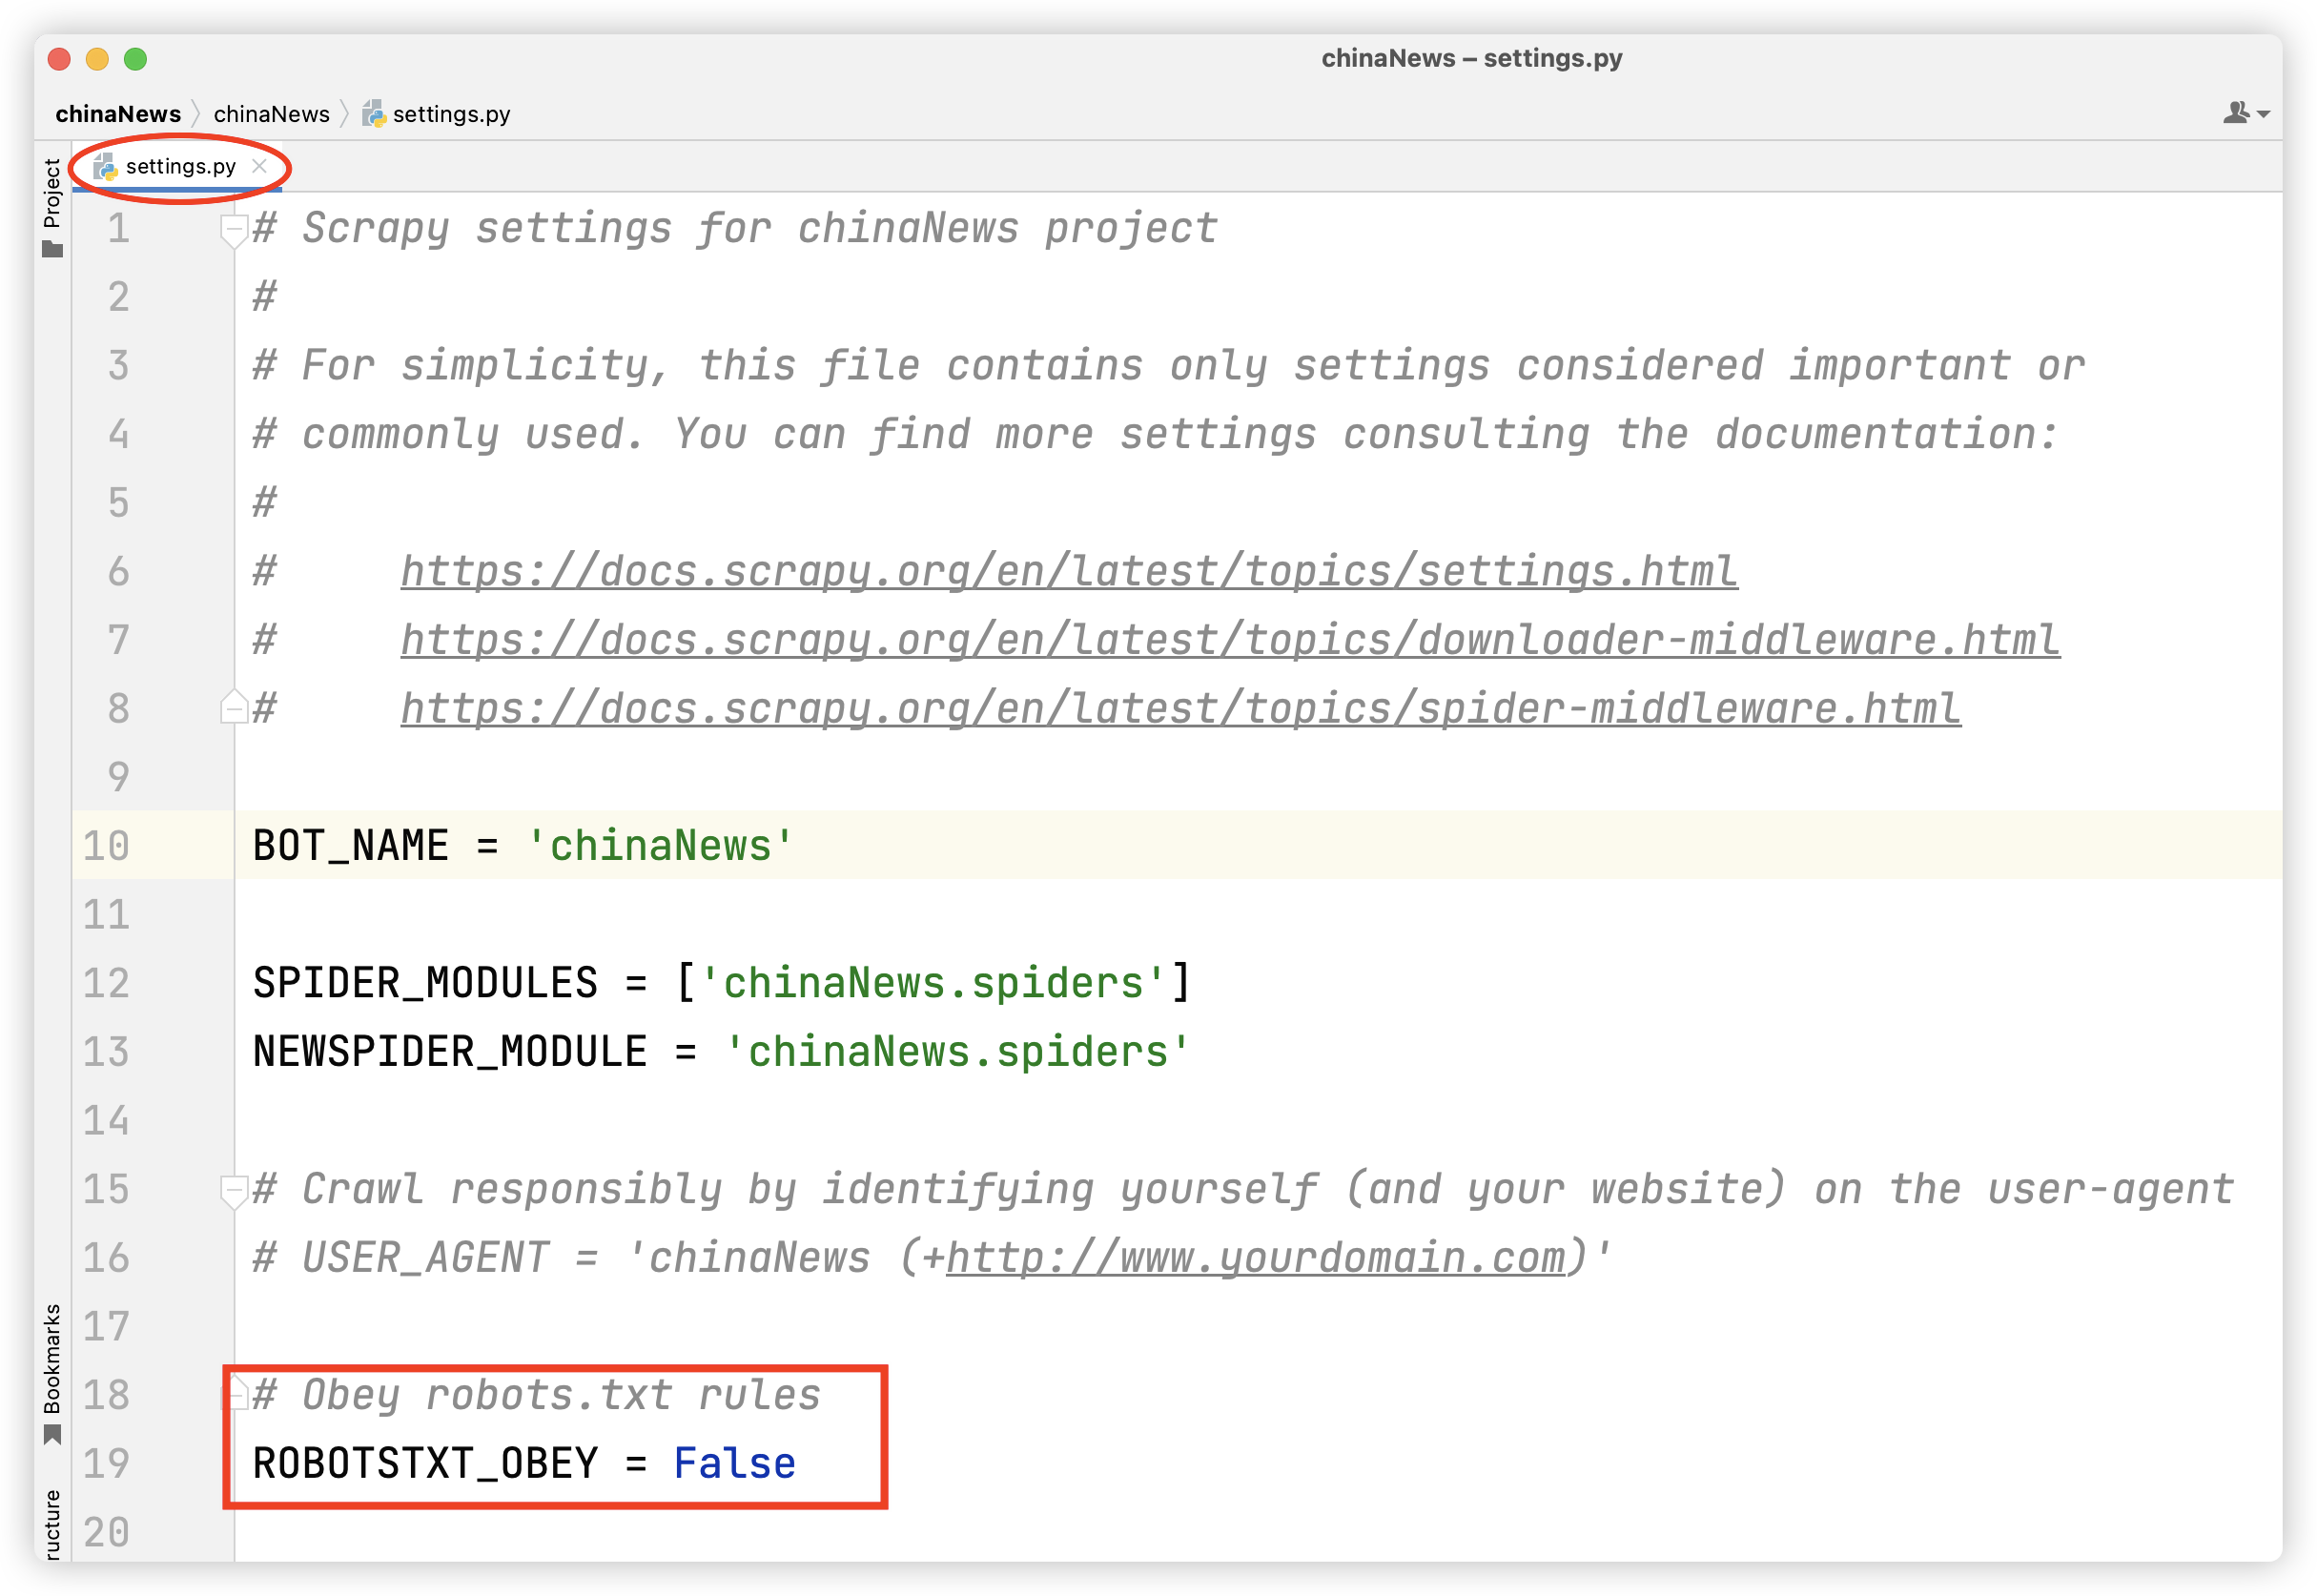 chinaNews – settings.py
chinaNews chinaNews settings.py
Project
settings.py
1 # Scrapy settings for chinaNews project
2 #
3 # For simplicity, this file contains only settings considered important or
4 # commonly used. You can find more settings consulting the documentation:
5 #
6 #     https://docs.scrapy.org/en/latest/topics/settings.html
7 #     https://docs.scrapy.org/en/latest/topics/downloader-middleware.html
8 #     https://docs.scrapy.org/en/latest/topics/spider-middleware.html
9
10 BOT_NAME = 'chinaNews'
11
12 SPIDER_MODULES = ['chinaNews.spiders']
13 NEWSPIDER_MODULE = 'chinaNews.spiders'
14
15 # Crawl responsibly by identifying yourself (and your website) on the user-agent
16 # USER_AGENT = 'chinaNews (+http://www.yourdomain.com)'
17
18 # Obey robots.txt rules
19 ROBOTSTXT_OBEY = False
20
Bookmarks
ructure